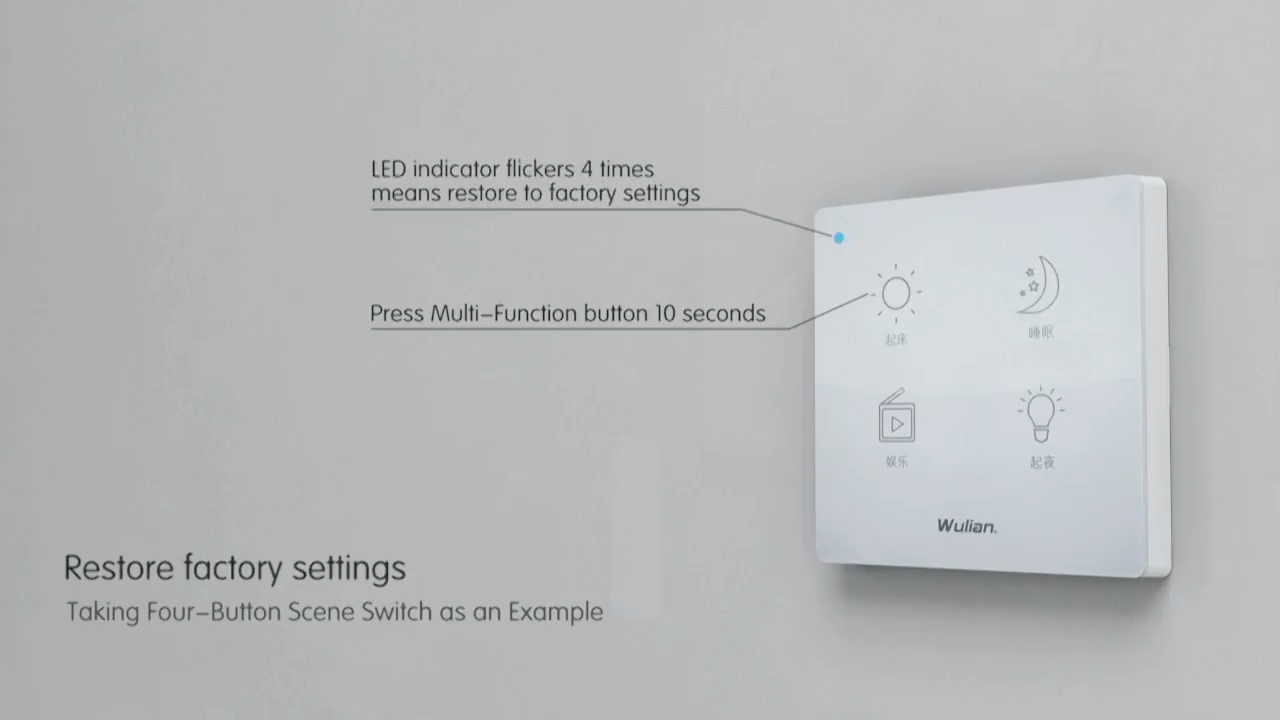 LED indicator flickers 4 times
means restore to factory settings
Press Multi–Function button 10 seconds
起床
睡眠
娱乐
起夜
Wulian.
Restore factory settings
Taking Four–Button Scene Switch as an Example